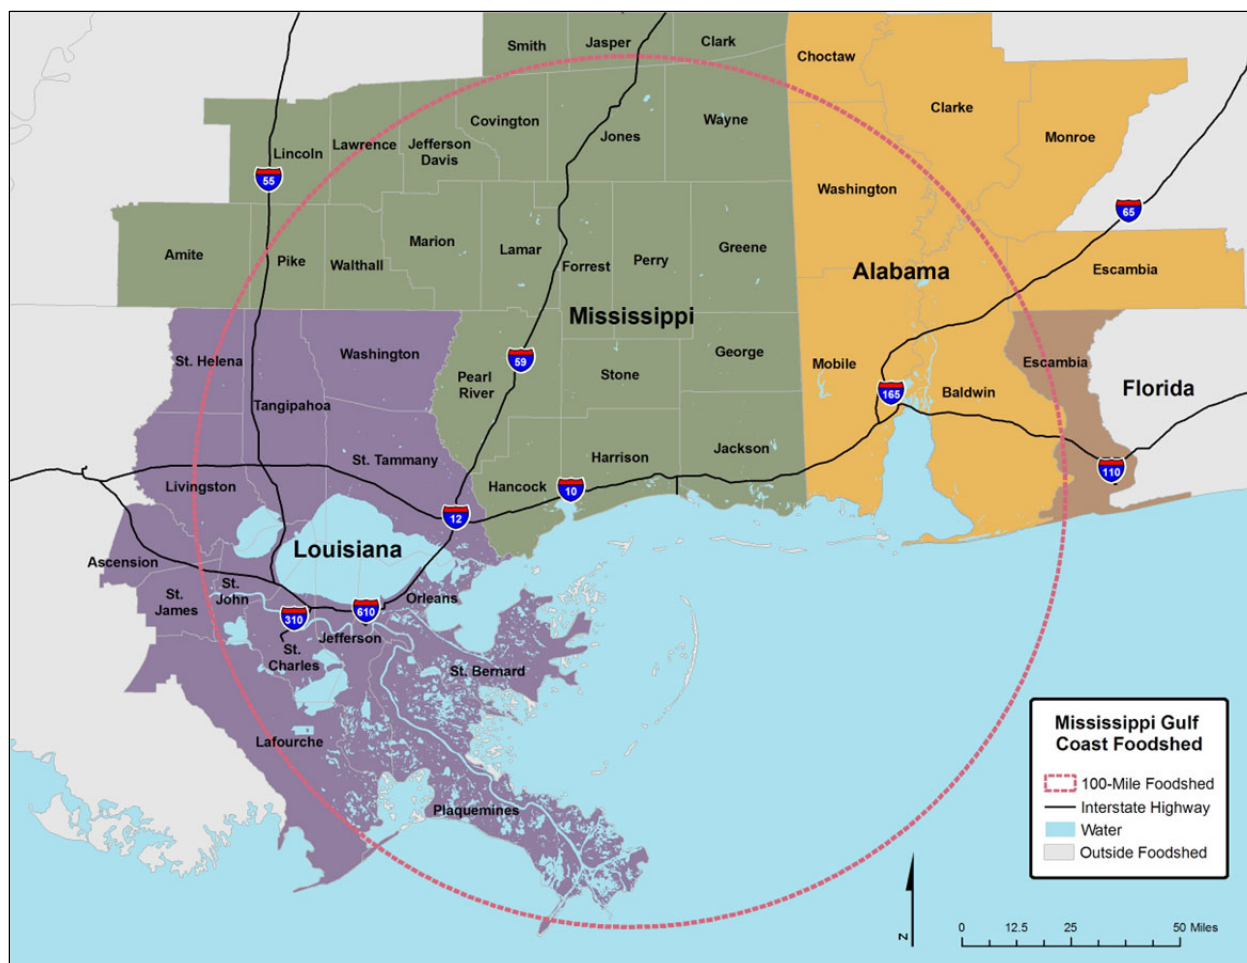 Smith
Jasper
Clark
Choctaw
Clarke
Monroe
Covington
Jones
Wayne
Lincoln
Lawrence
Jefferson
Davis
55
Washington
65
Amite
Pike
Walthall
Marion
Lamar
Forrest
Perry
Greene
Alabama
Escambia
Mississippi
St. Helena
Washington
59
Pearl
River
Stone
George
Mobile
Baldwin
Escambia
Florida
165
Tangipahoa
St. Tammany
Livingston
Hancock
Harrison
Jackson
10
12
110
Louisiana
Ascension
St.
James
St.
John
310
610
Orleans
Jefferson
St.
Charles
St. Bernard
Lafourche
Plaquemines
Mississippi Gulf
Coast Foodshed
100-Mile Foodshed
Interstate Highway
Water
Outside Foodshed
N
0 12.5 25 50 Miles